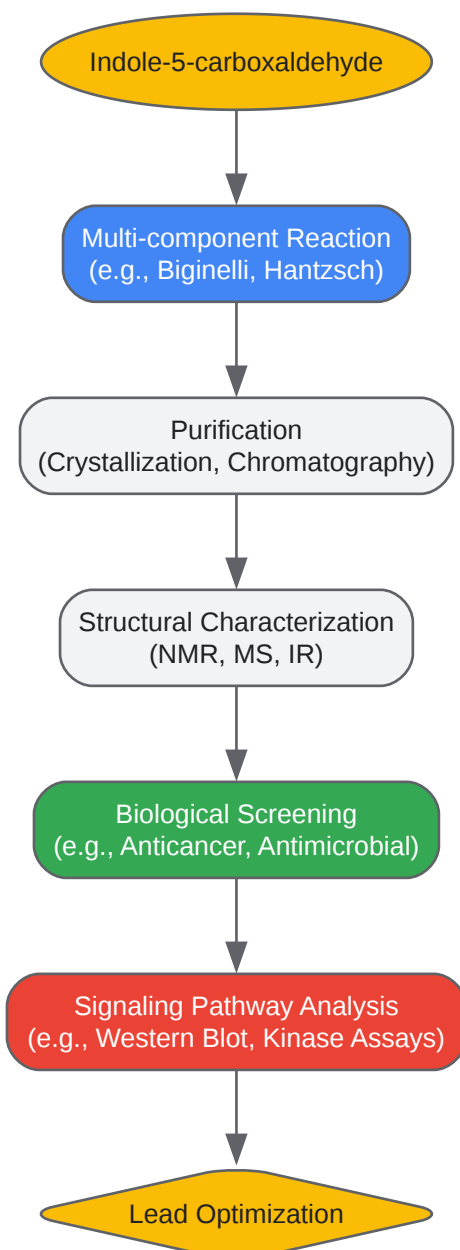 Indole-5-carboxaldehyde
Multi-component Reaction
(e.g., Biginelli, Hantzsch)
Purification
(Crystallization, Chromatography)
Structural Characterization
(NMR, MS, IR)
Biological Screening
(e.g., Anticancer, Antimicrobial)
Signaling Pathway Analysis
(e.g., Western Blot, Kinase Assays)
Lead Optimization